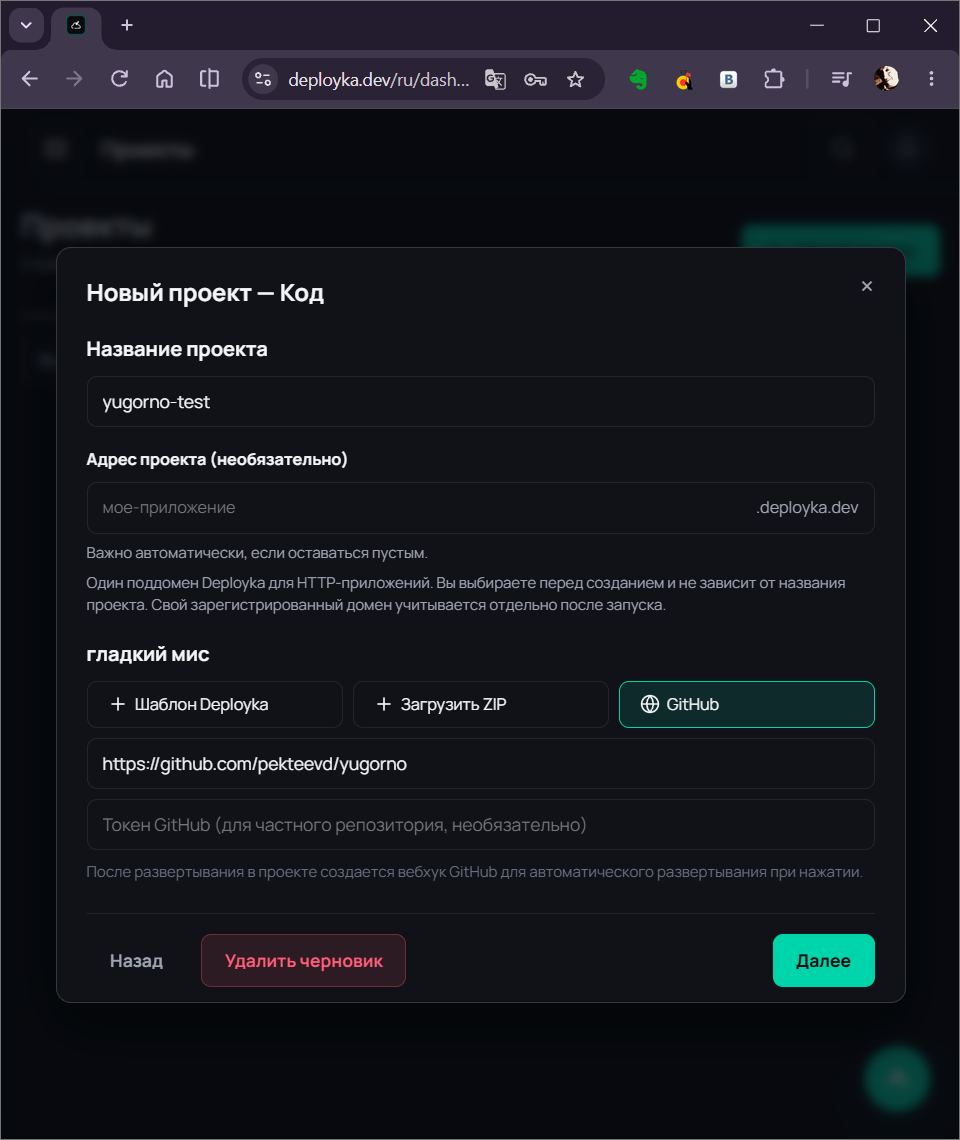 deployka.dev/ru/dash...
Проекты
Проекты
Новый проект — Код
Название проекта
yugorno-test
Адрес проекта (необязательно)
мое-приложение
.deployka.dev
Важно автоматически, если оставаться пустым.
Один поддомен Deployka для HTTP-приложений. Вы выбираете перед созданием и не зависит от названия
проекта. Свой зарегистрированный домен учитывается отдельно после запуска.
гладкий мис
Шаблон Deployka
Загрузить ZIP
GitHub
https://github.com/pekteevd/yugorno
Токен GitHub (для частного репозитория, необязательно)
После развертывания в проекте создается вебхук GitHub для автоматического развертывания при нажатии.
Назад
Удалить черновик
Далее